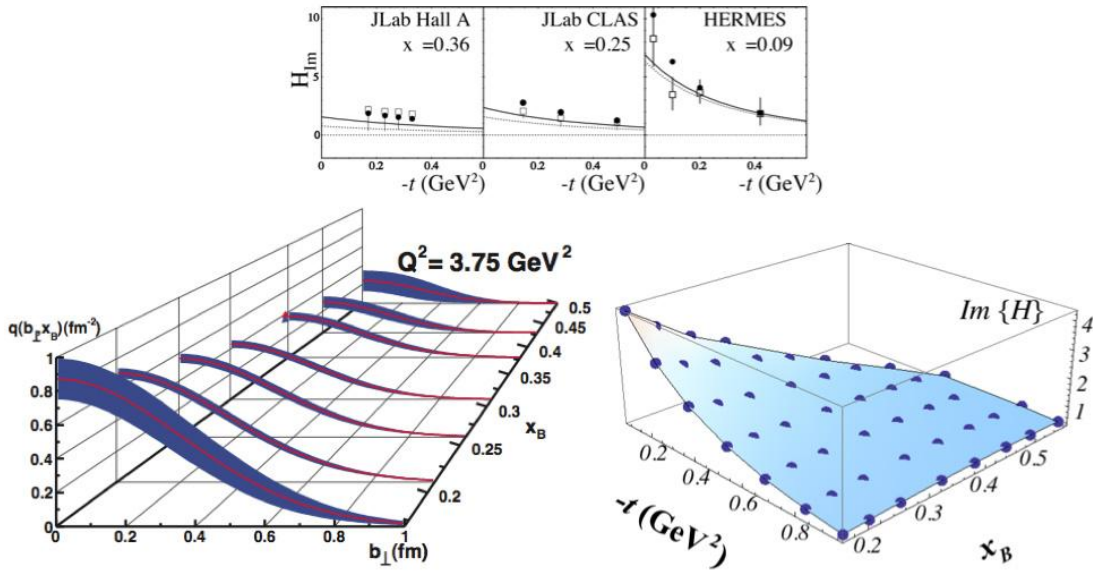 JLab Hall A
x =0.36
JLab CLAS
x =0.25
HERMES
x =0.09
H_Im
10
5
0
0 0.2 0.4
0 0.2 0.4
0 0.2 0.4
-t (GeV²)
-t (GeV²)
-t (GeV²)
Q² = 3.75 GeV²
q(b⊥x_B)(fm⁻²)
1
0.8
0.6
0.4
0.2
0
0 0.2 0.4 0.6 0.8 1
b⊥(fm)
0.5
0.45
0.4
0.35
0.3
0.25
0.2
x_B
Im {H}
4
3
2
1
0.2
0.4
0.6
0.8
-t (GeV²)
0.5
0.4
0.3
0.2
x_B